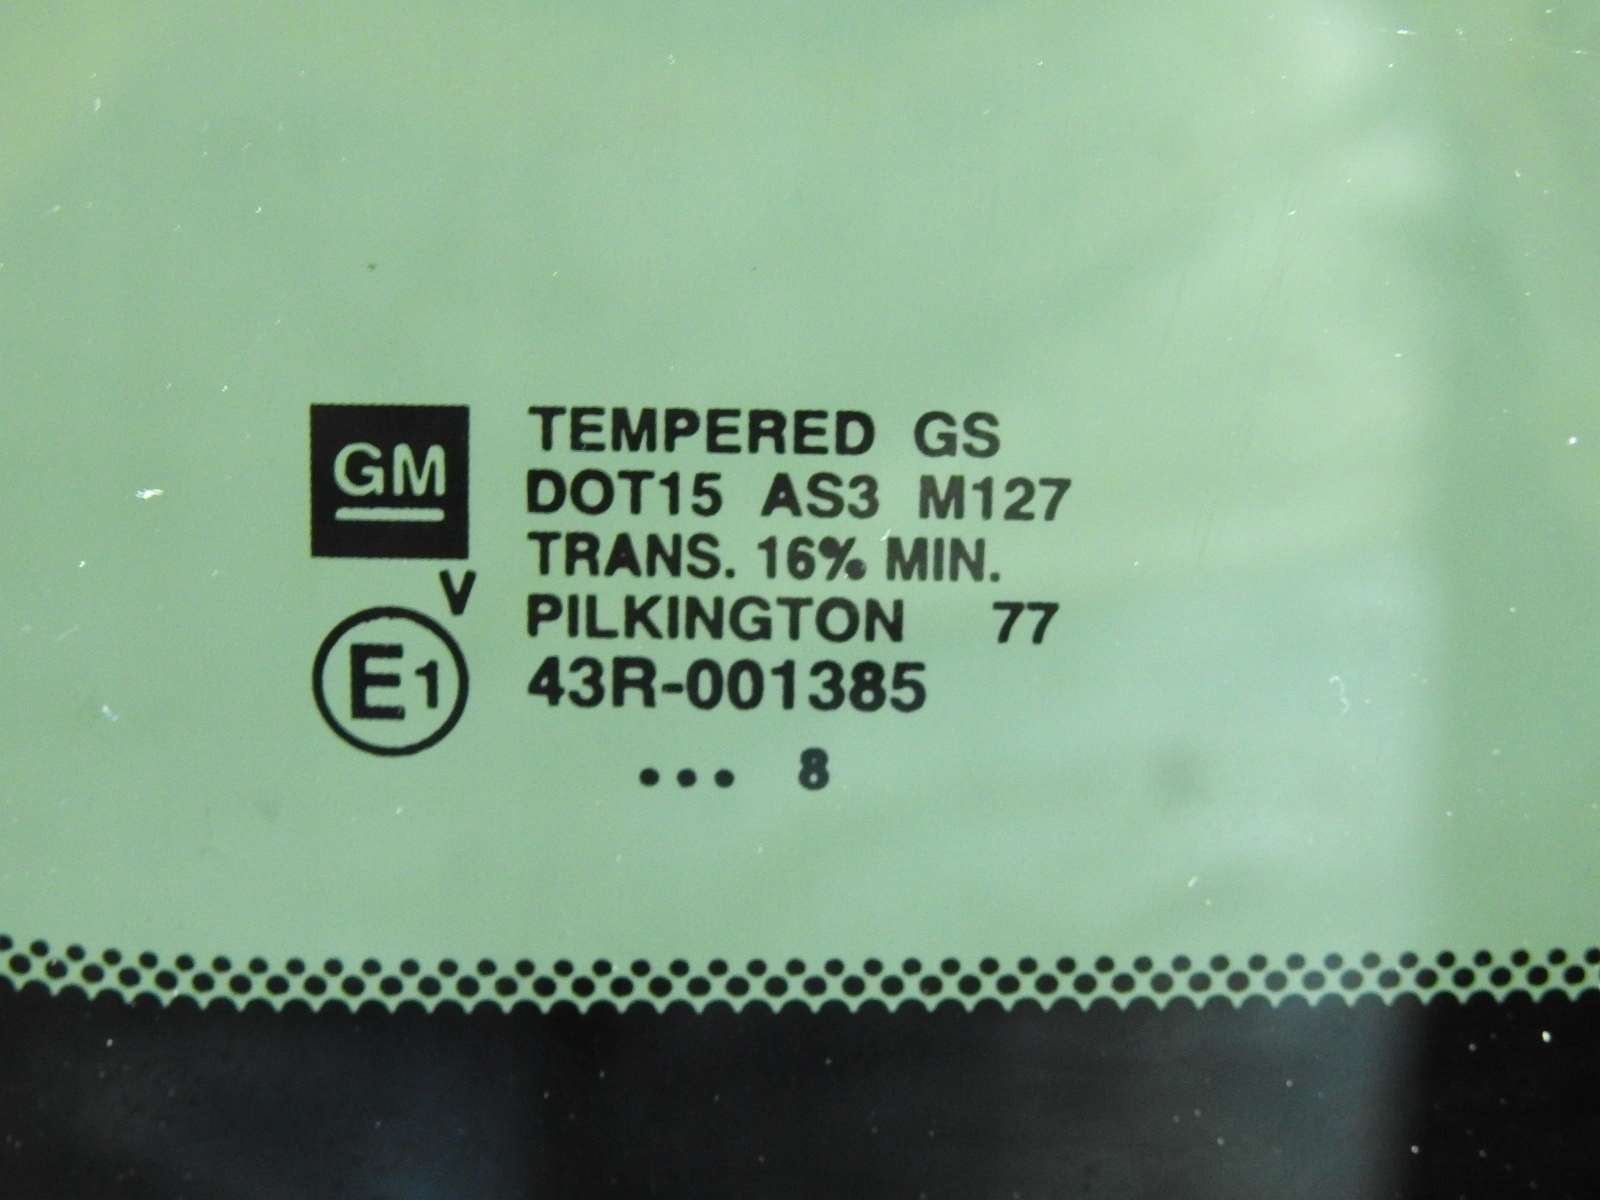 GM
TEMPERED GS
DOT15 AS3 M127
TRANS. 16% MIN.
V
PILKINGTON 77
E1
43R-001385
... 8